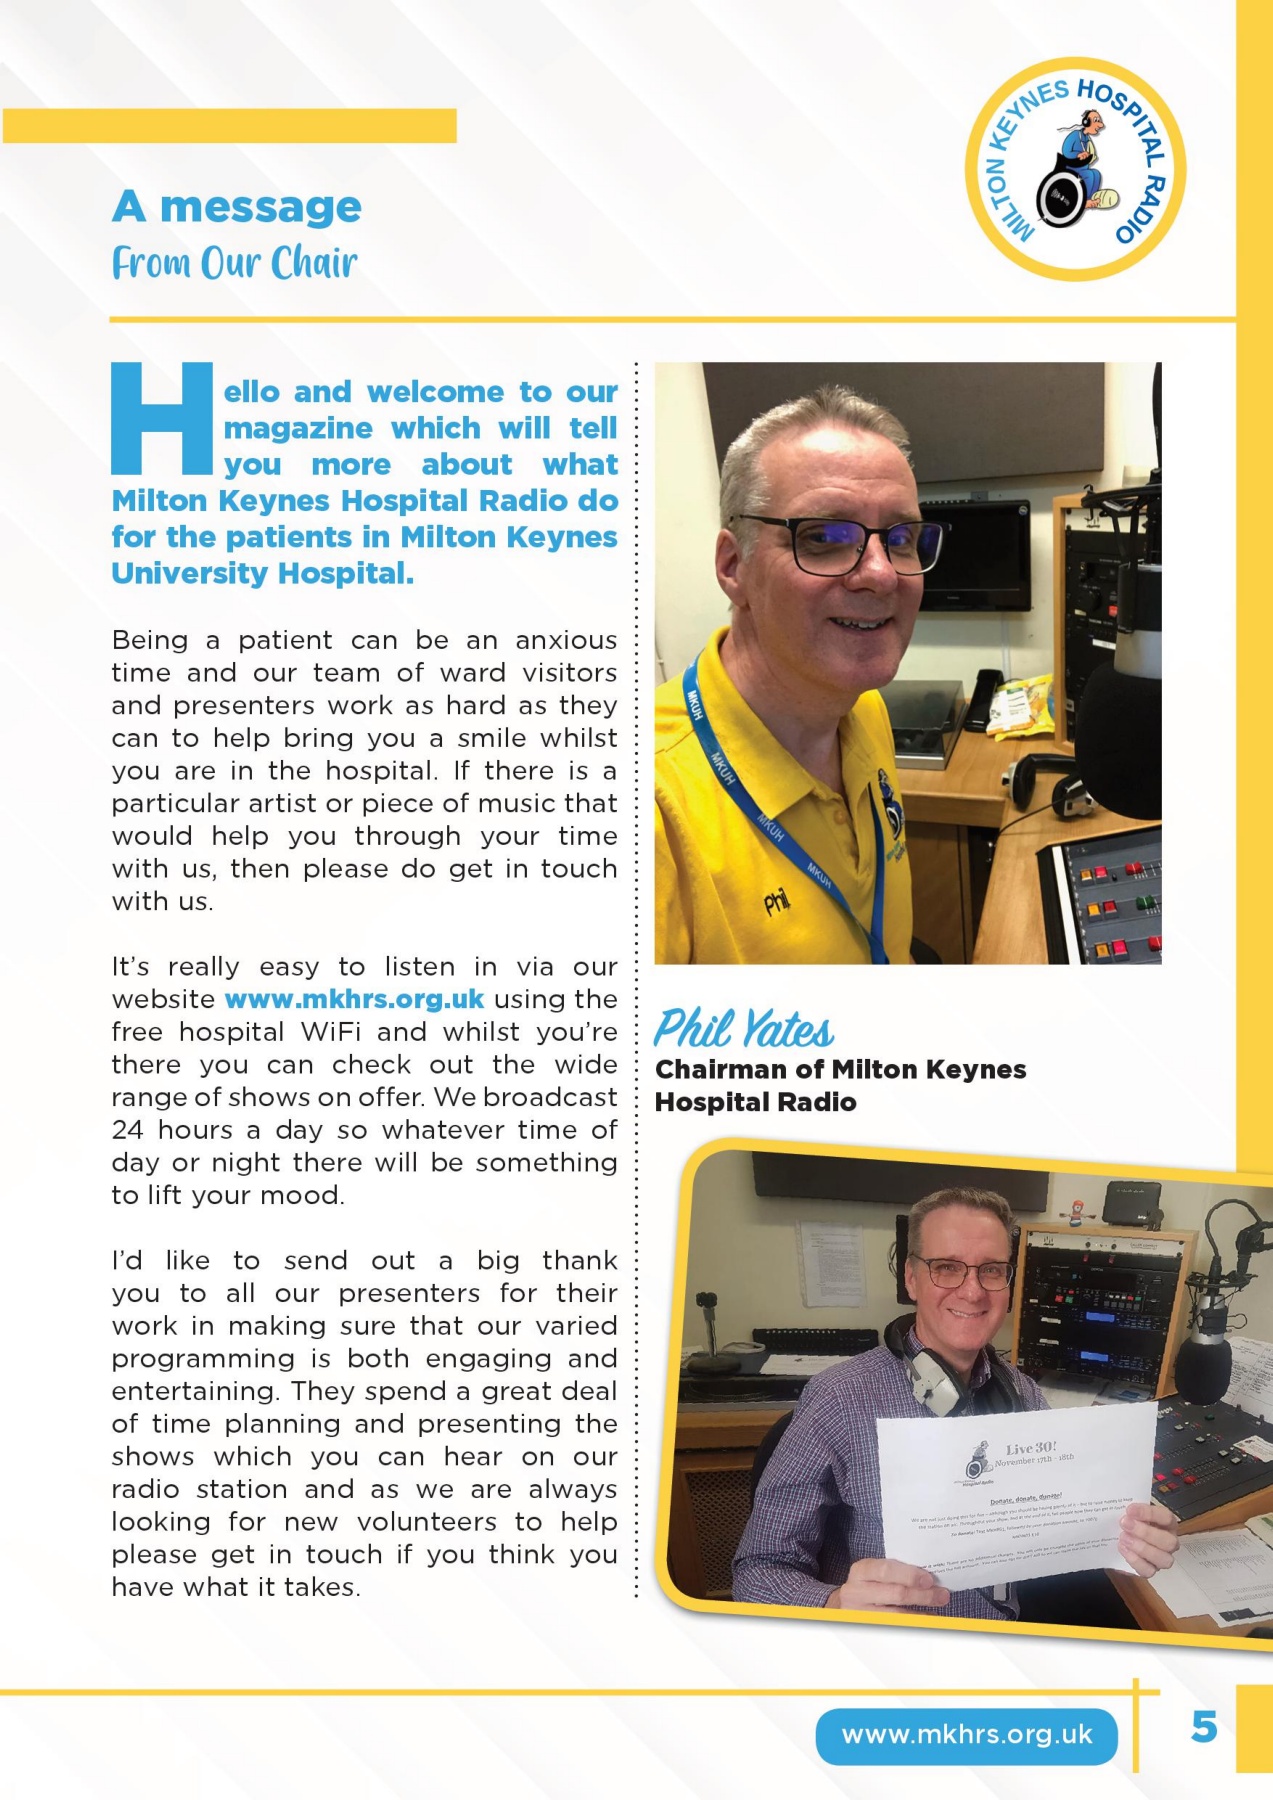 MILTON KEYNES HOSPITAL RADIO
A message
From Our Chair
Hello and welcome to our
magazine which will tell
you more about what
Milton Keynes Hospital Radio do
for the patients in Milton Keynes
University Hospital.
Being a patient can be an anxious
time and our team of ward visitors
and presenters work as hard as they
can to help bring you a smile whilst
you are in the hospital. If there is a
particular artist or piece of music that
would help you through your time
with us, then please do get in touch
with us.
It's really easy to listen in via our
website www.mkhrs.org.uk using the
free hospital WiFi and whilst you're
there you can check out the wide
range of shows on offer. We broadcast
24 hours a day so whatever time of
day or night there will be something
to lift your mood.
I'd like to send out a big thank
you to all our presenters for their
work in making sure that our varied
programming is both engaging and
entertaining. They spend a great deal
of time planning and presenting the
shows which you can hear on our
radio station and as we are always
looking for new volunteers to help
please get in touch if you think you
have what it takes.
MKUH
MKUH
MKUH
MKUH
Phil
Phil Yates
Chairman of Milton Keynes
Hospital Radio
Live 30!
November 17th - 18th
Hospital Radio
Donate, donate, donate!
www.mkhrs.org.uk
5